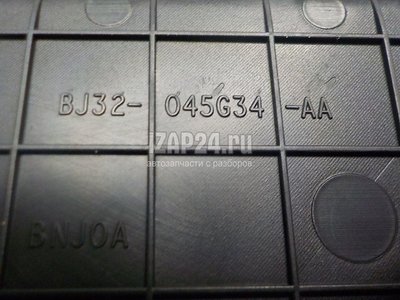 BJ32- 045G34 -AA
iZAP24.ru
автозапчасти с разборов
BNJOA